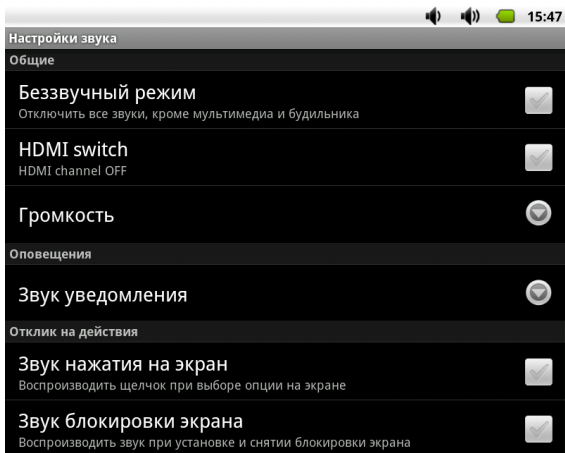 15:47
Настройки звука
Общие
Беззвучный режим
Отключить все звуки, кроме мультимедиа и будильника
HDMI switch
HDMI channel OFF
Громкость
Оповещения
Звук уведомления
Отклик на действия
Звук нажатия на экран
Воспроизводить щелчок при выборе опции на экране
Звук блокировки экрана
Воспроизводить звук при установке и снятии блокировки экрана